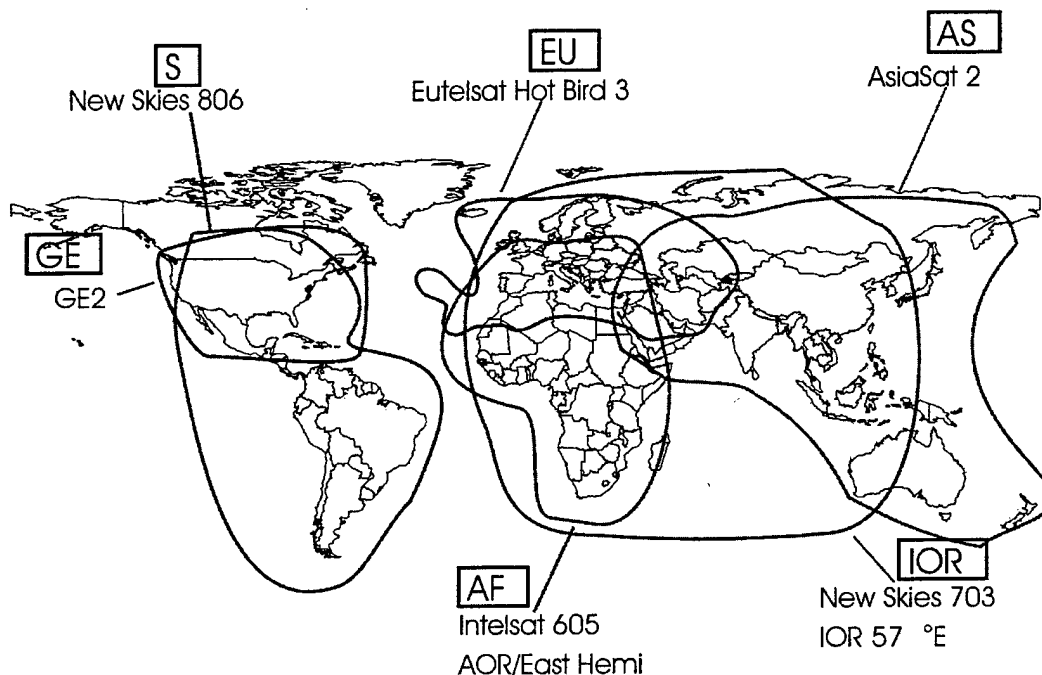 AS
EU
S
AsiaSat 2
Eutelsat Hot Bird 3
New Skies 806
GE
GE2
IOR
AF
New Skies 703
Intelsat 605
IOR 57 °E
AOR/East Hemi